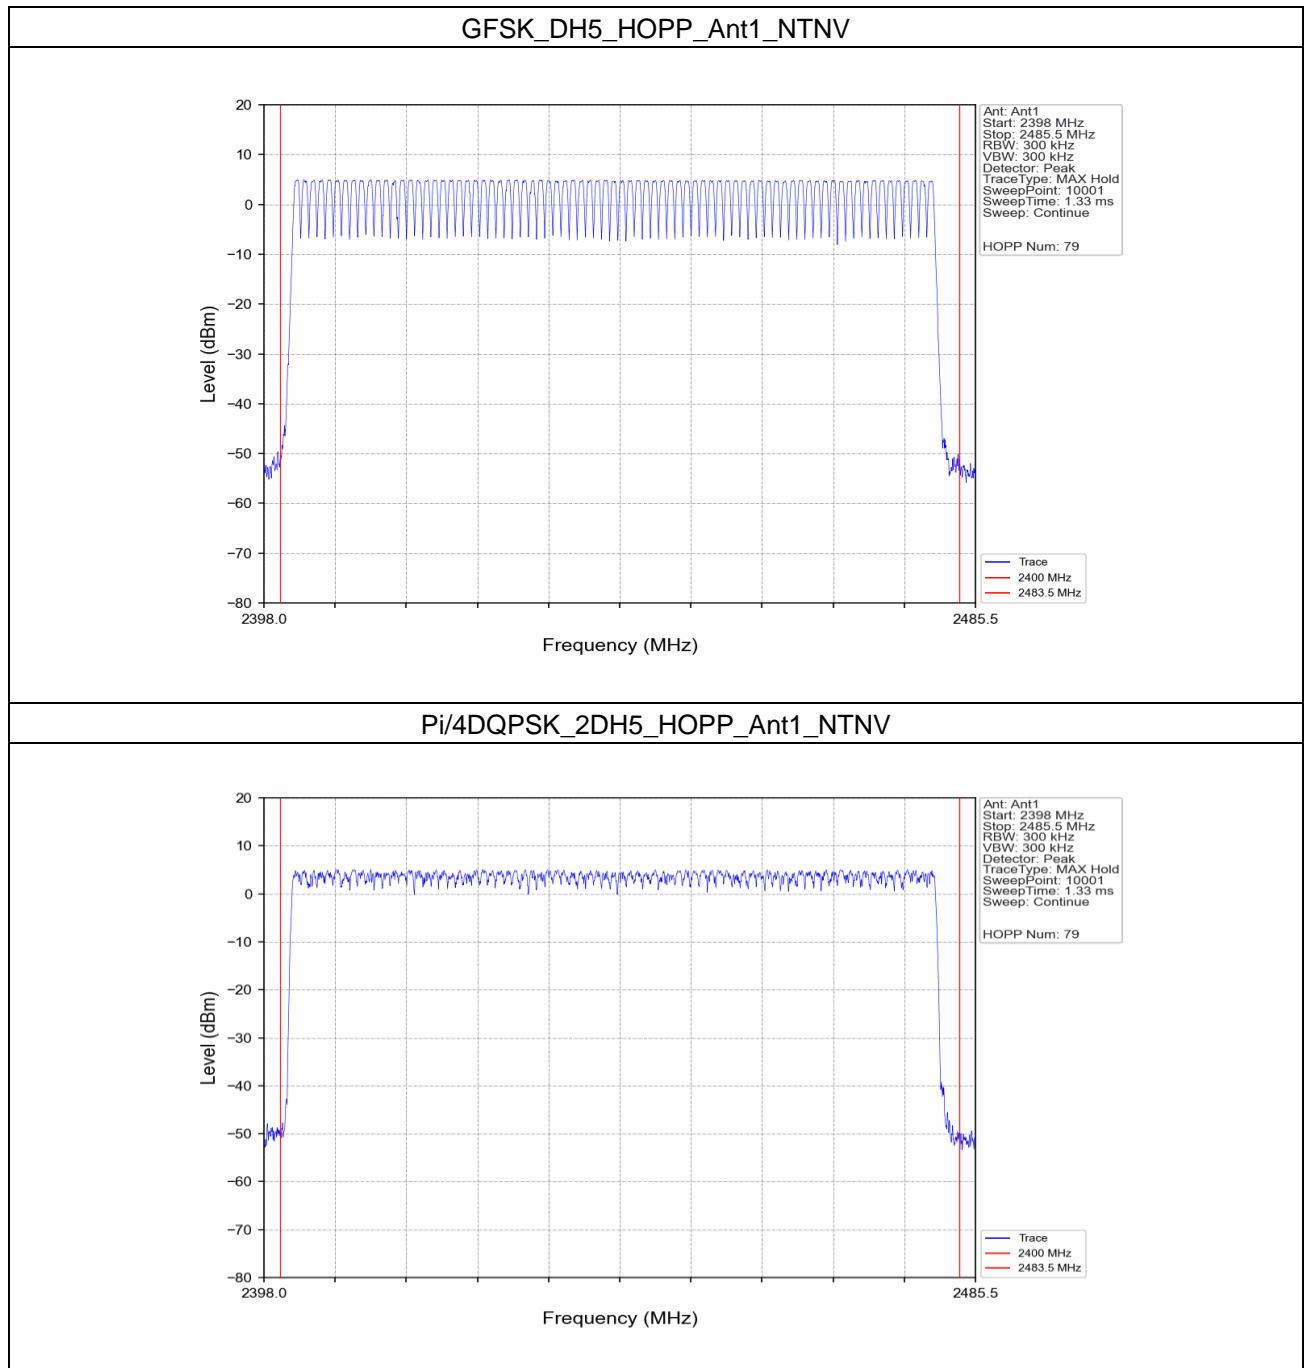 GFSK_DH5_HOPP_Ant1_NTNV
20
10
0
−10
−20
−30
−40
−50
−60
−70
−80
Level (dBm)
2398.0
2485.5
Frequency (MHz)
Ant: Ant1
Start: 2398 MHz
Stop: 2485.5 MHz
RBW: 300 kHz
VBW: 300 kHz
Detector: Peak
TraceType: MAX Hold
SweepPoint: 10001
SweepTime: 1.33 ms
Sweep: Continue
HOPP Num: 79
Trace
2400 MHz
2483.5 MHz
Pi/4DQPSK_2DH5_HOPP_Ant1_NTNV
20
10
0
−10
−20
−30
−40
−50
−60
−70
−80
Level (dBm)
2398.0
2485.5
Frequency (MHz)
Ant: Ant1
Start: 2398 MHz
Stop: 2485.5 MHz
RBW: 300 kHz
VBW: 300 kHz
Detector: Peak
TraceType: MAX Hold
SweepPoint: 10001
SweepTime: 1.33 ms
Sweep: Continue
HOPP Num: 79
Trace
2400 MHz
2483.5 MHz